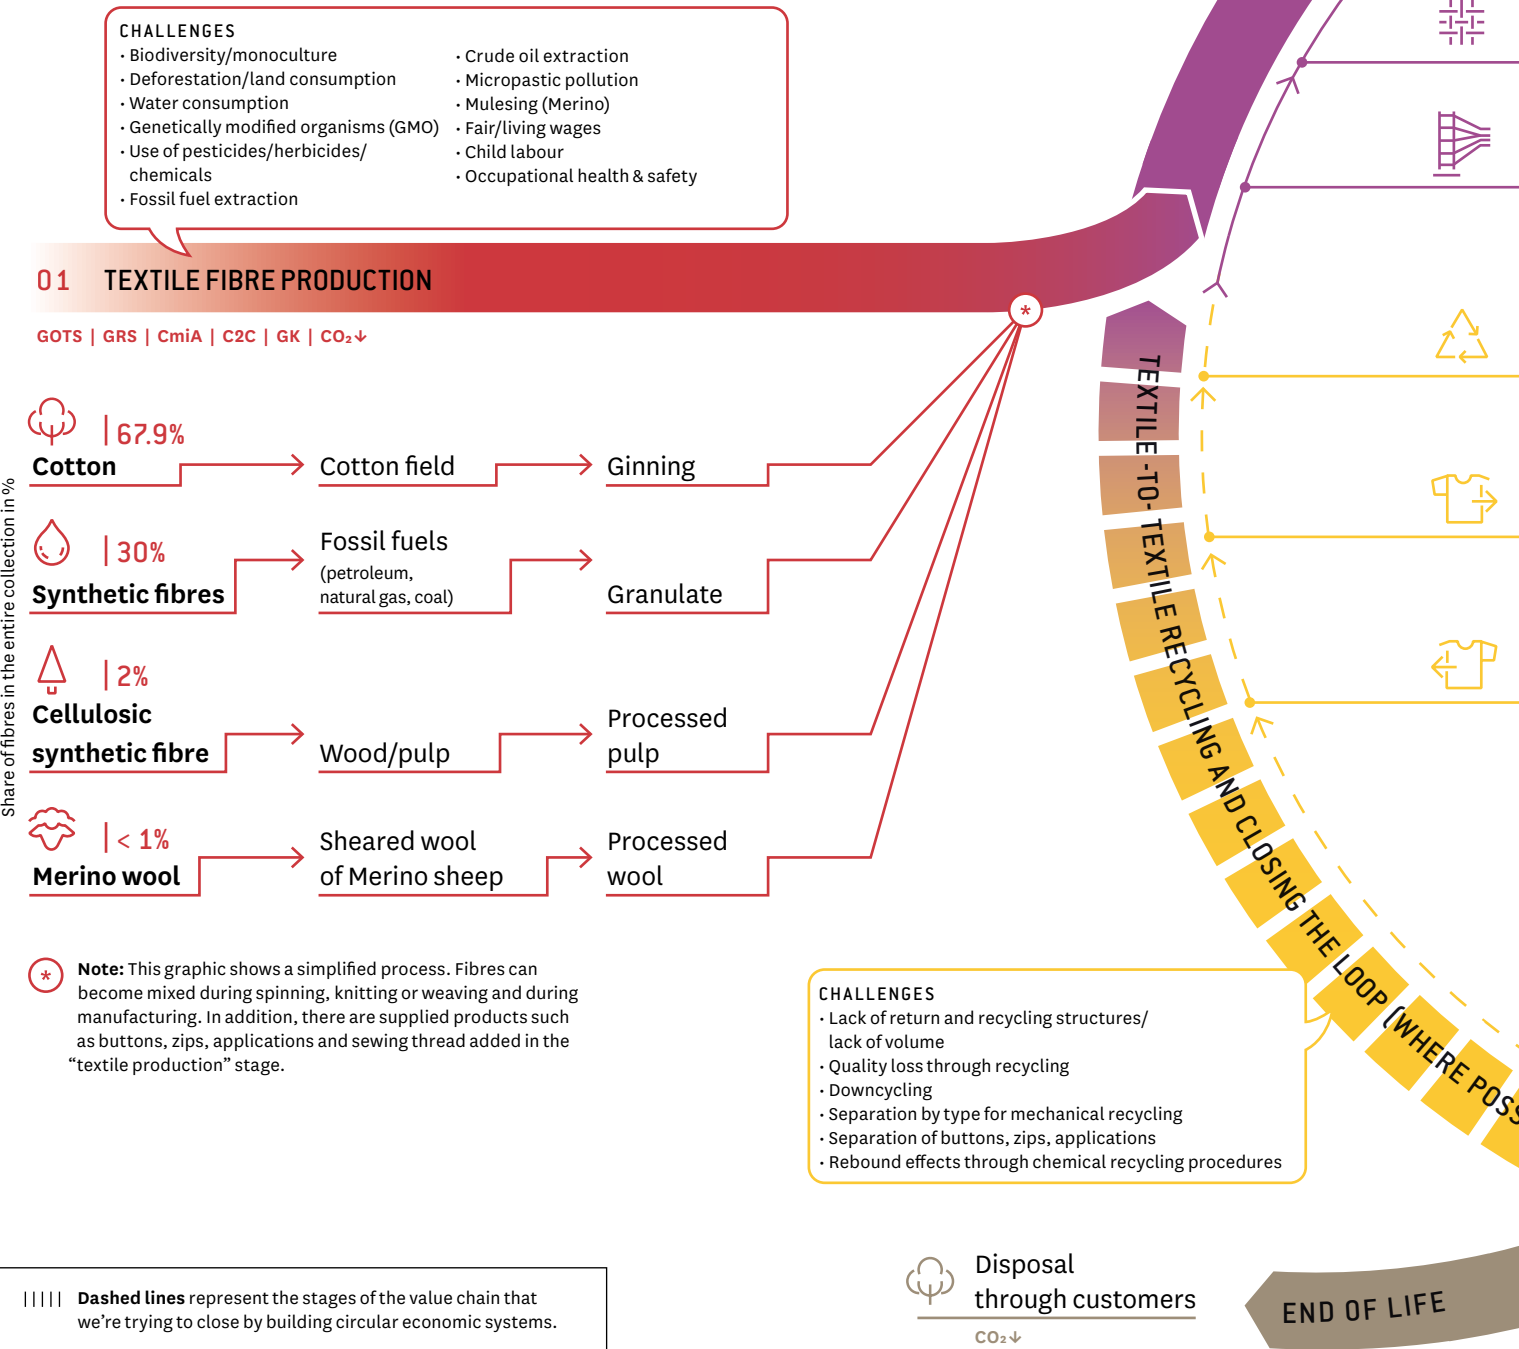 CHALLENGES
· Biodiversity/monoculture
· Deforestation/land consumption
· Water consumption
· Genetically modified organisms (GMO)
· Use of pesticides/herbicides/
chemicals
· Fossil fuel extraction
· Crude oil extraction
· Micropastic pollution
· Mulesing (Merino)
· Fair/living wages
· Child labour
· Occupational health & safety
01 TEXTILE FIBRE PRODUCTION
GOTS | GRS | CmiA | C2C | GK | CO₂↓
Share of fibres in the entire collection in %
67.9%
Cotton
Cotton field
Ginning
30%
Synthetic fibres
Fossil fuels
(petroleum,
natural gas, coal)
Granulate
2%
Cellulosic
synthetic fibre
Wood/pulp
Processed
pulp
< 1%
Merino wool
Sheared wool
of Merino sheep
Processed
wool
*
* Note: This graphic shows a simplified process. Fibres can
become mixed during spinning, knitting or weaving and during
manufacturing. In addition, there are supplied products such
as buttons, zips, applications and sewing thread added in the
“textile production” stage.
TEXTILE-TO-TEXTILE RECYCLING AND CLOSING THE LOOP (WHERE POSS
CHALLENGES
· Lack of return and recycling structures/
lack of volume
· Quality loss through recycling
· Downcycling
· Separation by type for mechanical recycling
· Separation of buttons, zips, applications
· Rebound effects through chemical recycling procedures
Disposal
through customers
CO₂↓
END OF LIFE
Dashed lines represent the stages of the value chain that
we’re trying to close by building circular economic systems.